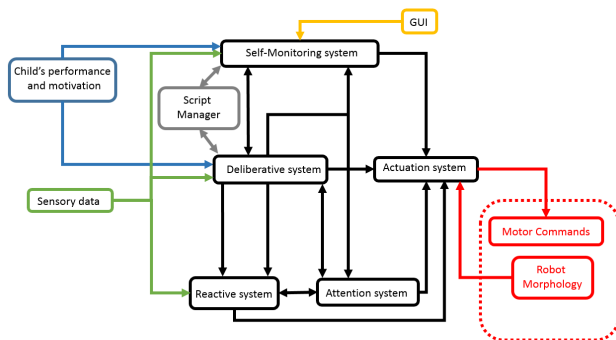 GUI
Self-Monitoring system
Child's performance
and motivation
Script
Manager
Deliberative system
Actuation system
Sensory data
Motor Commands
Robot
Morphology
Reactive system
Attention system